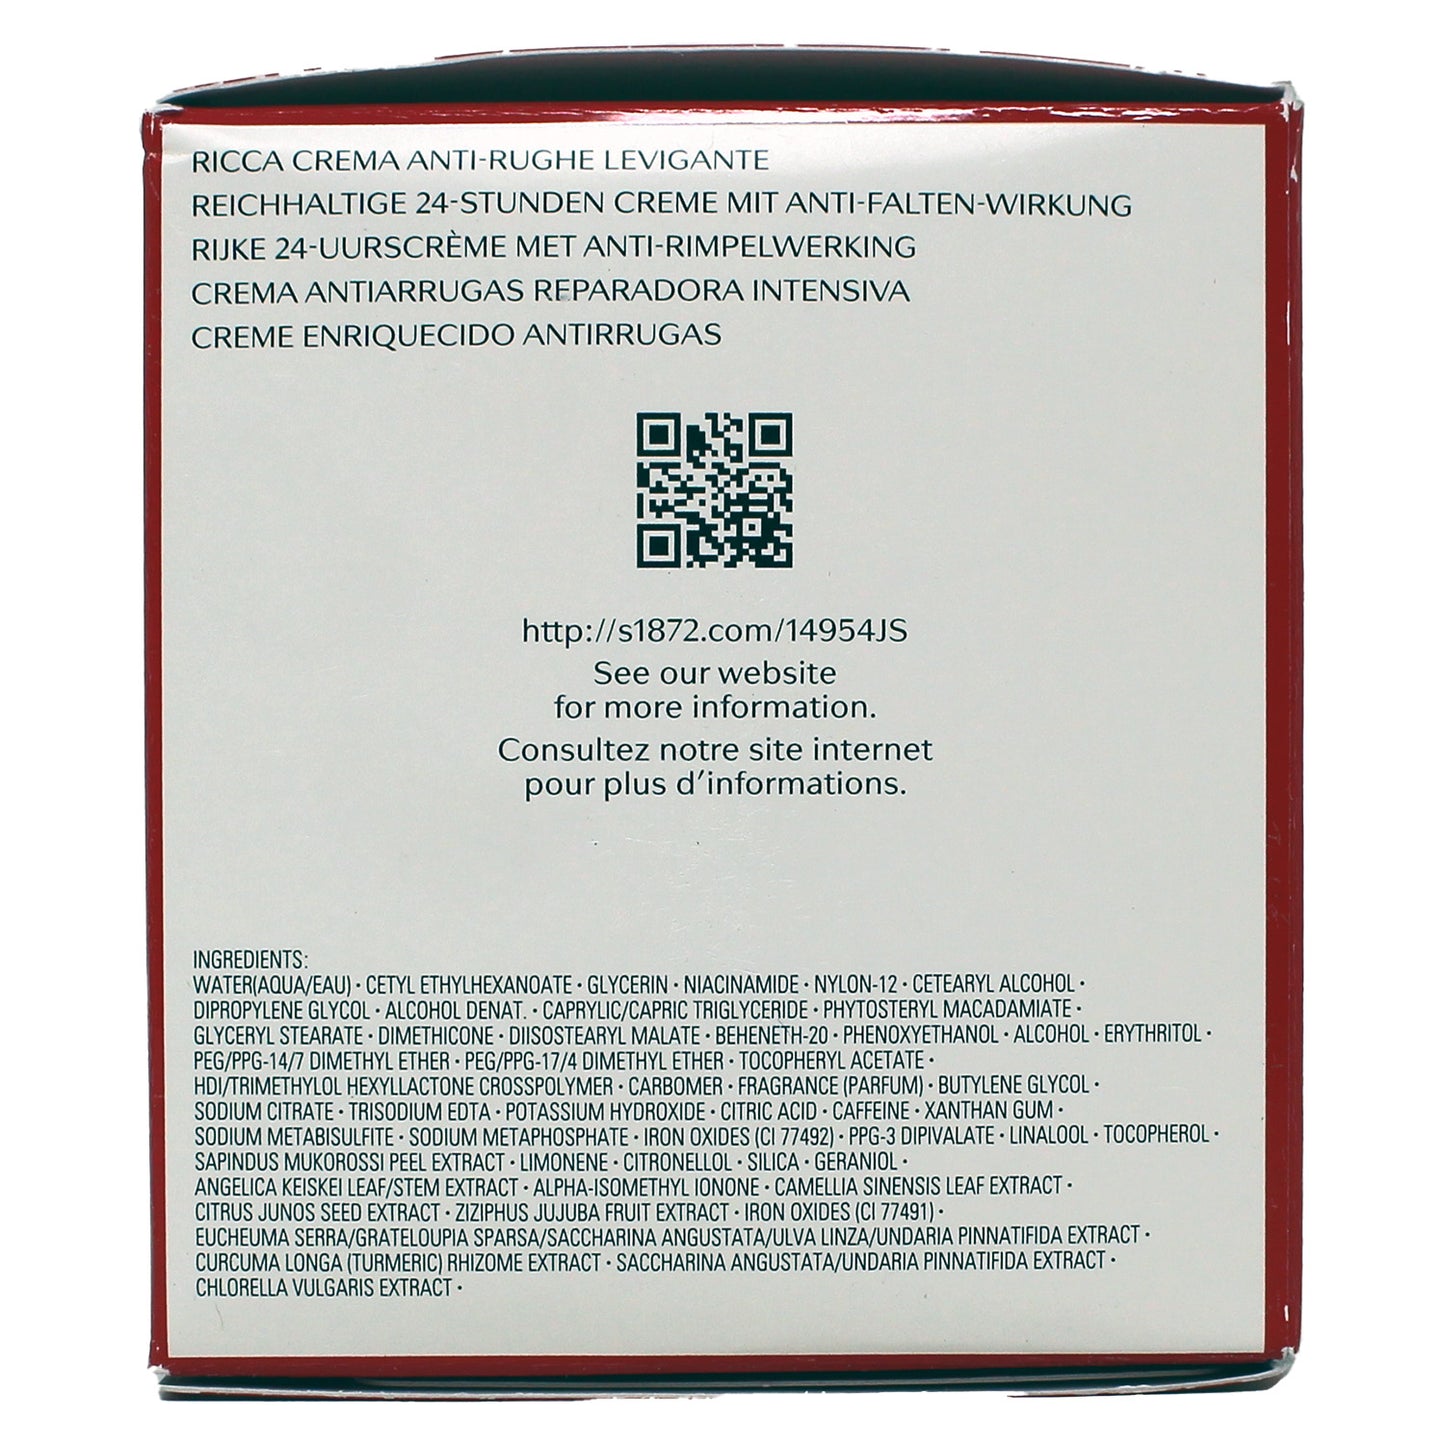 RICCA CREMA ANTI-RUGHE LEVIGANTE
REICHHALTIGE 24-STUNDEN CREME MIT ANTI-FALTEN-WIRKUNG
RIJKE 24-UURSCRÈME MET ANTI-RIMPELWERKING
CREMA ANTIARRUGAS REPARADORA INTENSIVA
CREME ENRIQUECIDO ANTIRRUGAS
http://s1872.com/14954JS
See our website
for more information.
Consultez notre site internet
pour plus d'informations.
INGREDIENTS:
WATER(AQUA/EAU)・CETYL ETHYLHEXANOATE・GLYCERIN・NIACINAMIDE・NYLON-12・CETEARYL ALCOHOL・
DIPROPYLENE GLYCOL・ALCOHOL DENAT.・CAPRYLIC/CAPRIC TRIGLYCERIDE・PHYTOSTERYL MACADAMIATE・
GLYCERYL STEARATE・DIMETHICONE・DIISOSTEARYL MALATE・BEHENETH-20・PHENOXYETHANOL・ALCOHOL・ERYTHRITOL・
PEG/PPG-14/7 DIMETHYL ETHER・PEG/PPG-17/4 DIMETHYL ETHER・TOCOPHERYL ACETATE・
HDI/TRIMETHYLOL HEXYLLACTONE CROSSPOLYMER・CARBOMER・FRAGRANCE (PARFUM)・BUTYLENE GLYCOL・
SODIUM CITRATE・TRISODIUM EDTA・POTASSIUM HYDROXIDE・CITRIC ACID・CAFFEINE・XANTHAN GUM・
SODIUM METABISULFITE・SODIUM METAPHOSPHATE・IRON OXIDES (CI 77492)・PPG-3 DIPIVALATE・LINALOOL・TOCOPHEROL・
SAPINDUS MUKOROSSI PEEL EXTRACT・LIMONENE・CITRONELLOL・SILICA・GERANIOL・
ANGELICA KEISKEI LEAF/STEM EXTRACT・ALPHA-ISOMETHYL IONONE・CAMELLIA SINENSIS LEAF EXTRACT・
CITRUS JUNOS SEED EXTRACT・ZIZIPHUS JUJUBA FRUIT EXTRACT・IRON OXIDES (CI 77491)・
EUCHEUMA SERRA/GRATELOUPIA SPARSA/SACCHARINA ANGUSTATA/ULVA LINZA/UNDARIA PINNATIFIDA EXTRACT・
CURCUMA LONGA (TURMERIC) RHIZOME EXTRACT・SACCHARINA ANGUSTATA/UNDARIA PINNATIFIDA EXTRACT・
CHLORELLA VULGARIS EXTRACT・